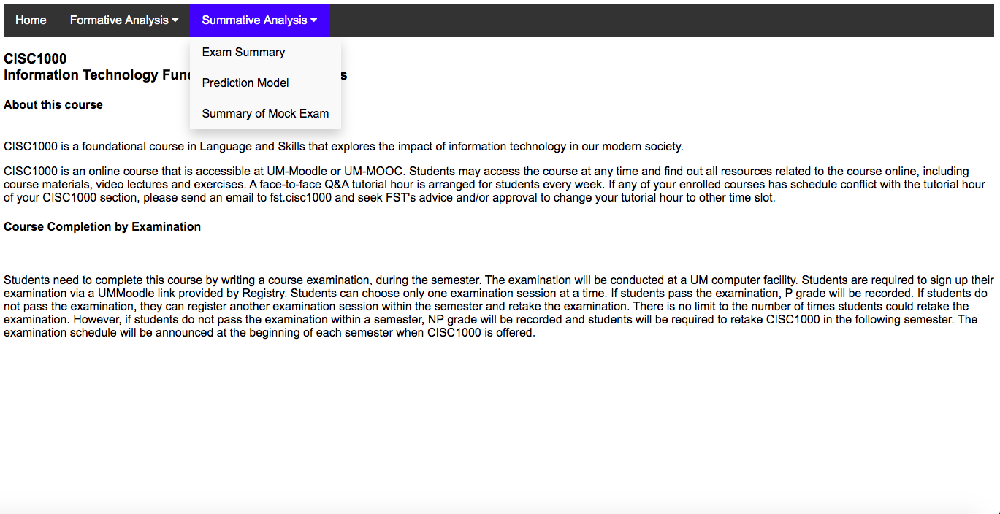 Home Formative Analysis Summative Analysis
Exam Summary
Prediction Model
Summary of Mock Exam
CISC1000
Information Technology s
About this course
CISC1000 is a foundational course in Language and Skills that explores the impact of information technology in our modern society.
CISC1000 is an online course that is accessible at UM-Moodle or UM-MOOC. Students may access the course at any time and find out all resources related to the course online, including
course materials, video lectures and exercises. A face-to-face Q&A tutorial hour is arranged for students every week. If any of your enrolled courses has schedule conflict with the tutorial hour
of your CISC1000 section, please send an email to fst.cisc1000 and seek FST's advice and/or approval to change your tutorial hour to other time slot.
Course Completion by Examination
Students need to complete this course by writing a course examination, during the semester. The examination will be conducted at a UM computer facility. Students are required to sign up their
examination via a UMMoodle link provided by Registry. Students can choose only one examination session at a time. If students pass the examination, P grade will be recorded. If students do
not pass the examination, they can register another examination session within the semester and retake the examination. There is no limit to the number of times students could retake the
examination. However, if students do not pass the examination within a semester, NP grade will be recorded and students will be required to retake CISC1000 in the following semester. The
examination schedule will be announced at the beginning of each semester when CISC1000 is offered.